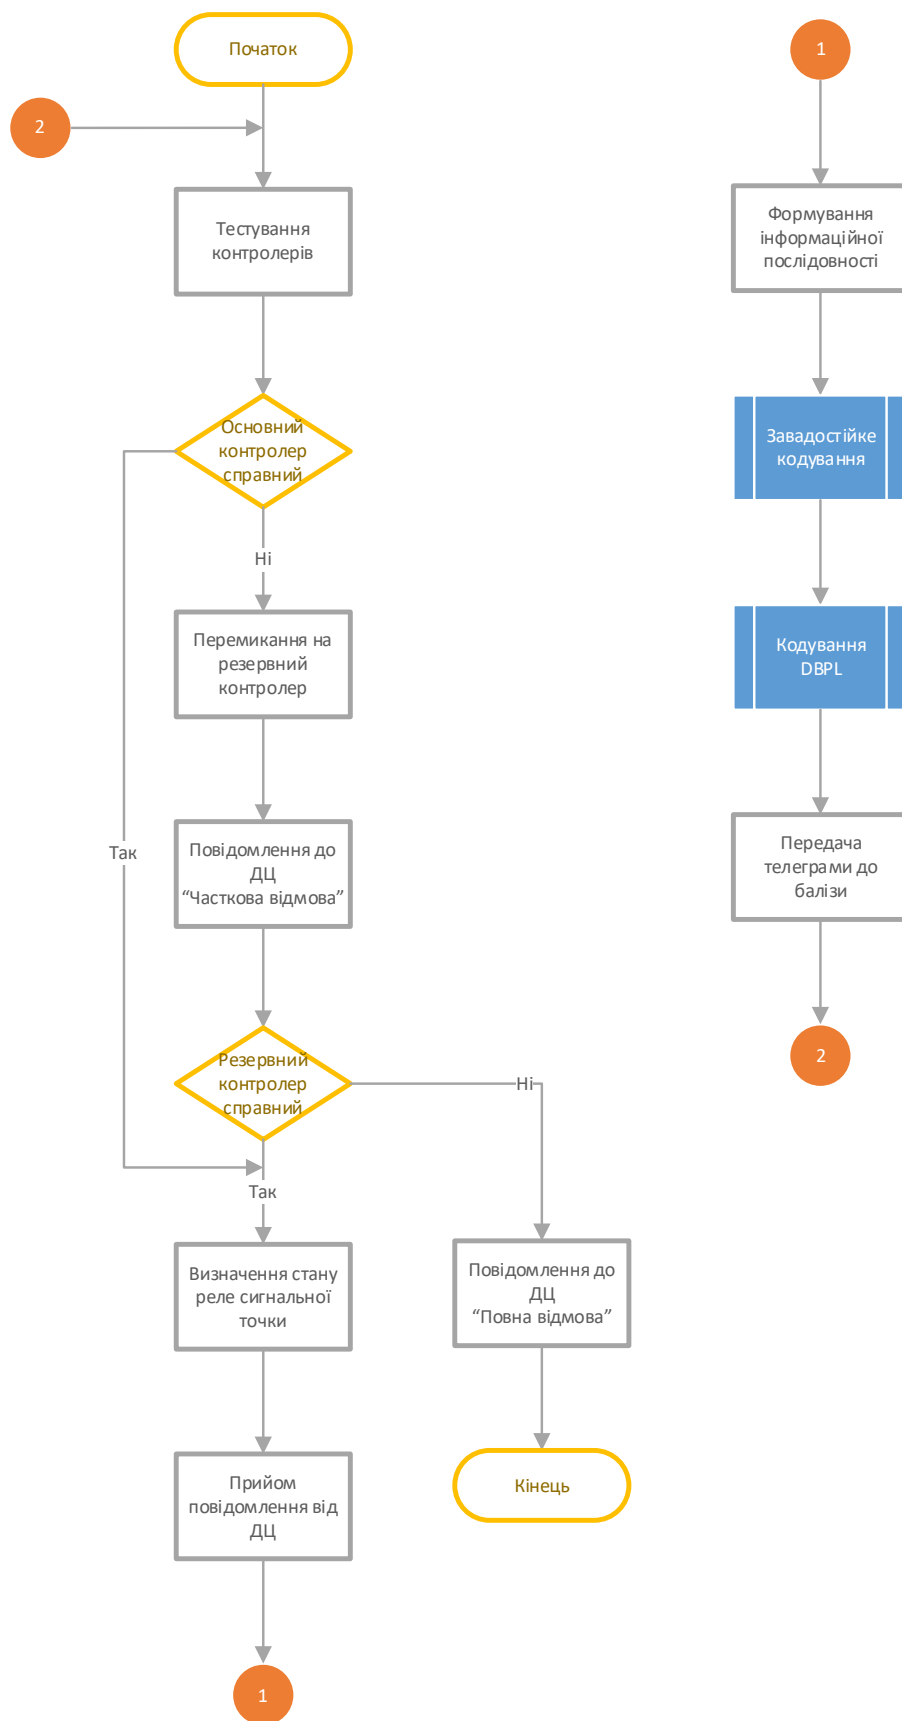 Початок
2
Тестування
контролерів
Основний
контролер
справний
Ні
Перемикання на
резервний
контролер
Так
Повідомлення до
ДЦ
“Часткова відмова”
Резервний
контролер
справний
Ні
Так
Визначення стану
реле сигнальної
точки
Повідомлення до
ДЦ
“Повна відмова”
Прийом
повідомлення від
ДЦ
Кінець
1
1
Формування
інформаційної
послідовності
Завадостійке
кодування
Кодування
DBPL
Передача
телеграми до
балізи
2